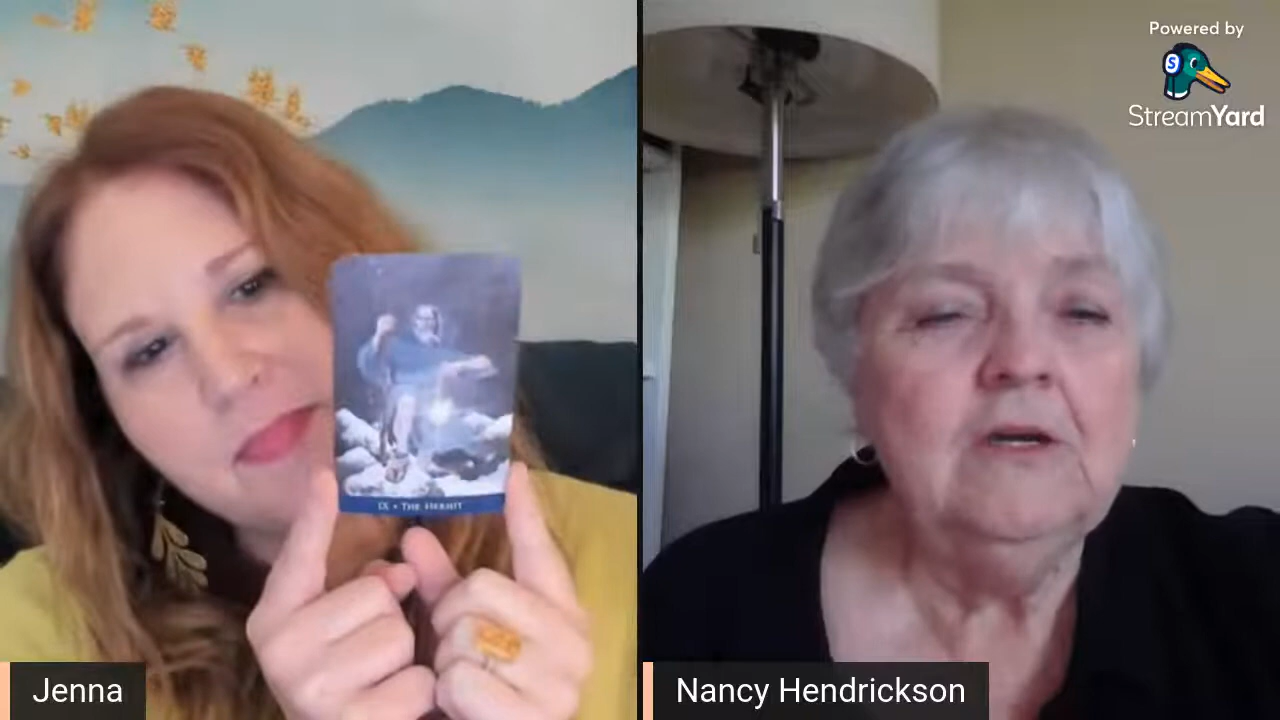 Powered by
S
StreamYard
IX • THE HERMIT
Jenna
Nancy Hendrickson